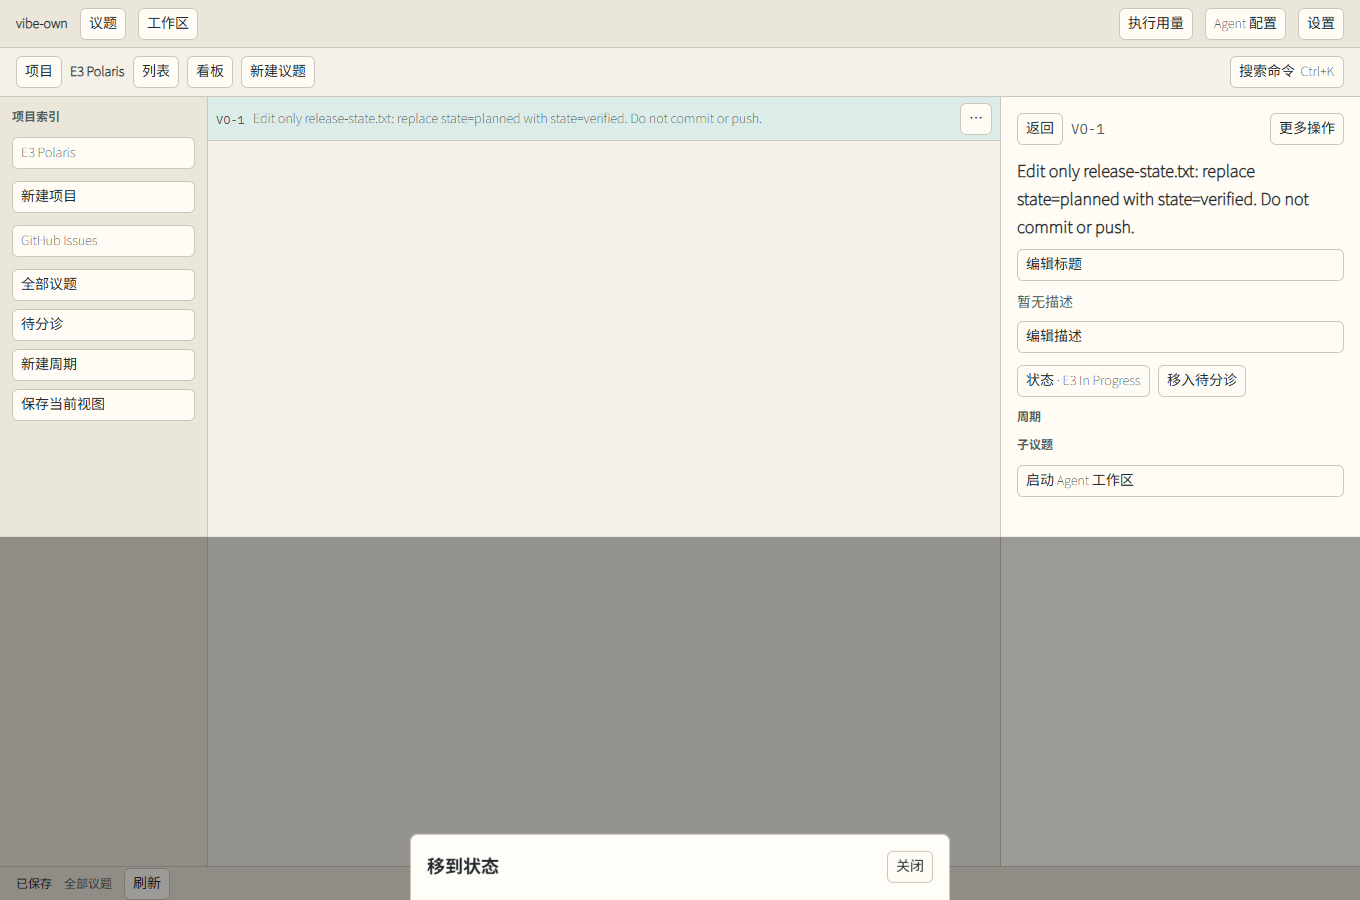 vibe-own 议题 工作区 执行用量 Agent 配置 设置
项目 E3 Polaris 列表 看板 新建议题 搜索命令 Ctrl+K
项目索引
E3 Polaris
新建项目
GitHub Issues
全部议题
待分诊
新建周期
保存当前视图
VO-1 Edit only release-state.txt: replace state=planned with state=verified. Do not commit or push. ···
返回 VO-1 更多操作
Edit only release-state.txt: replace
state=planned with state=verified. Do not
commit or push.
编辑标题
暂无描述
编辑描述
状态 · E3 In Progress 移入待分诊
周期
子议题
启动 Agent 工作区
移到状态 关闭
已保存 全部议题 刷新